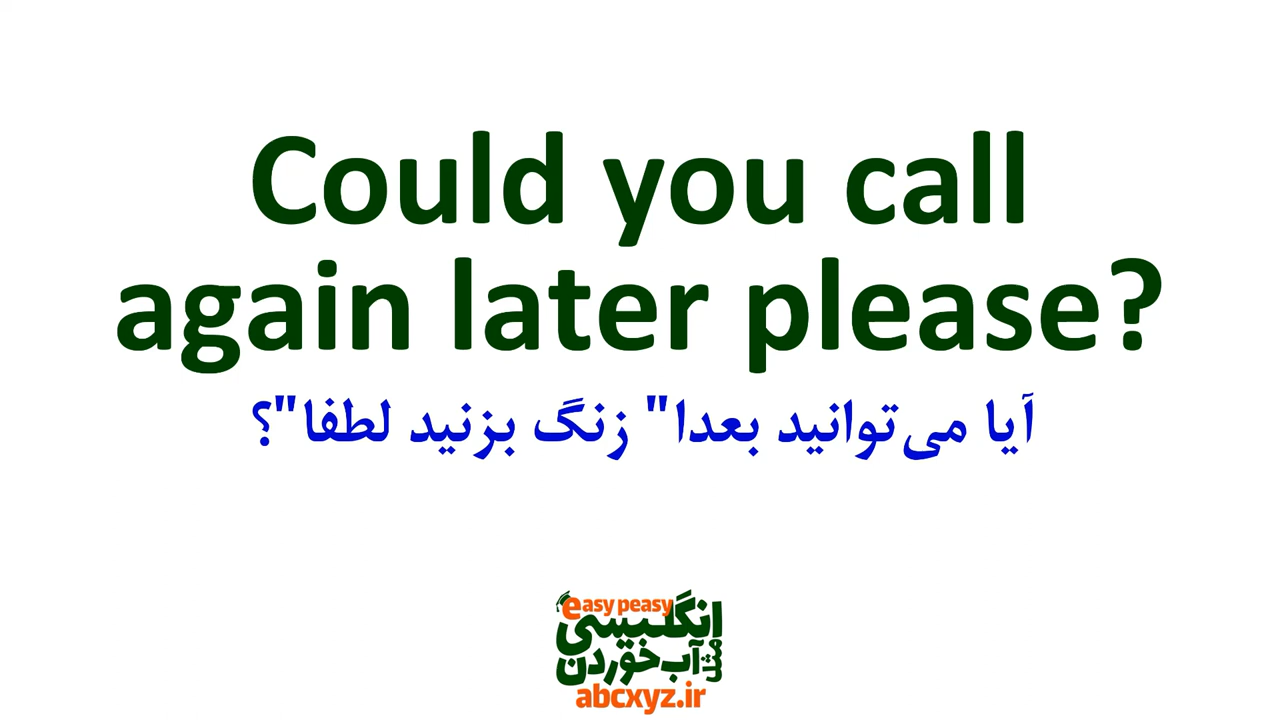 Could you call
again later please?
آیا می‌توانید بعدا" زنگ بزنید لطفا"؟
easy peasy
انگلیسی
مثل آب خوردن
abcxyz.ir